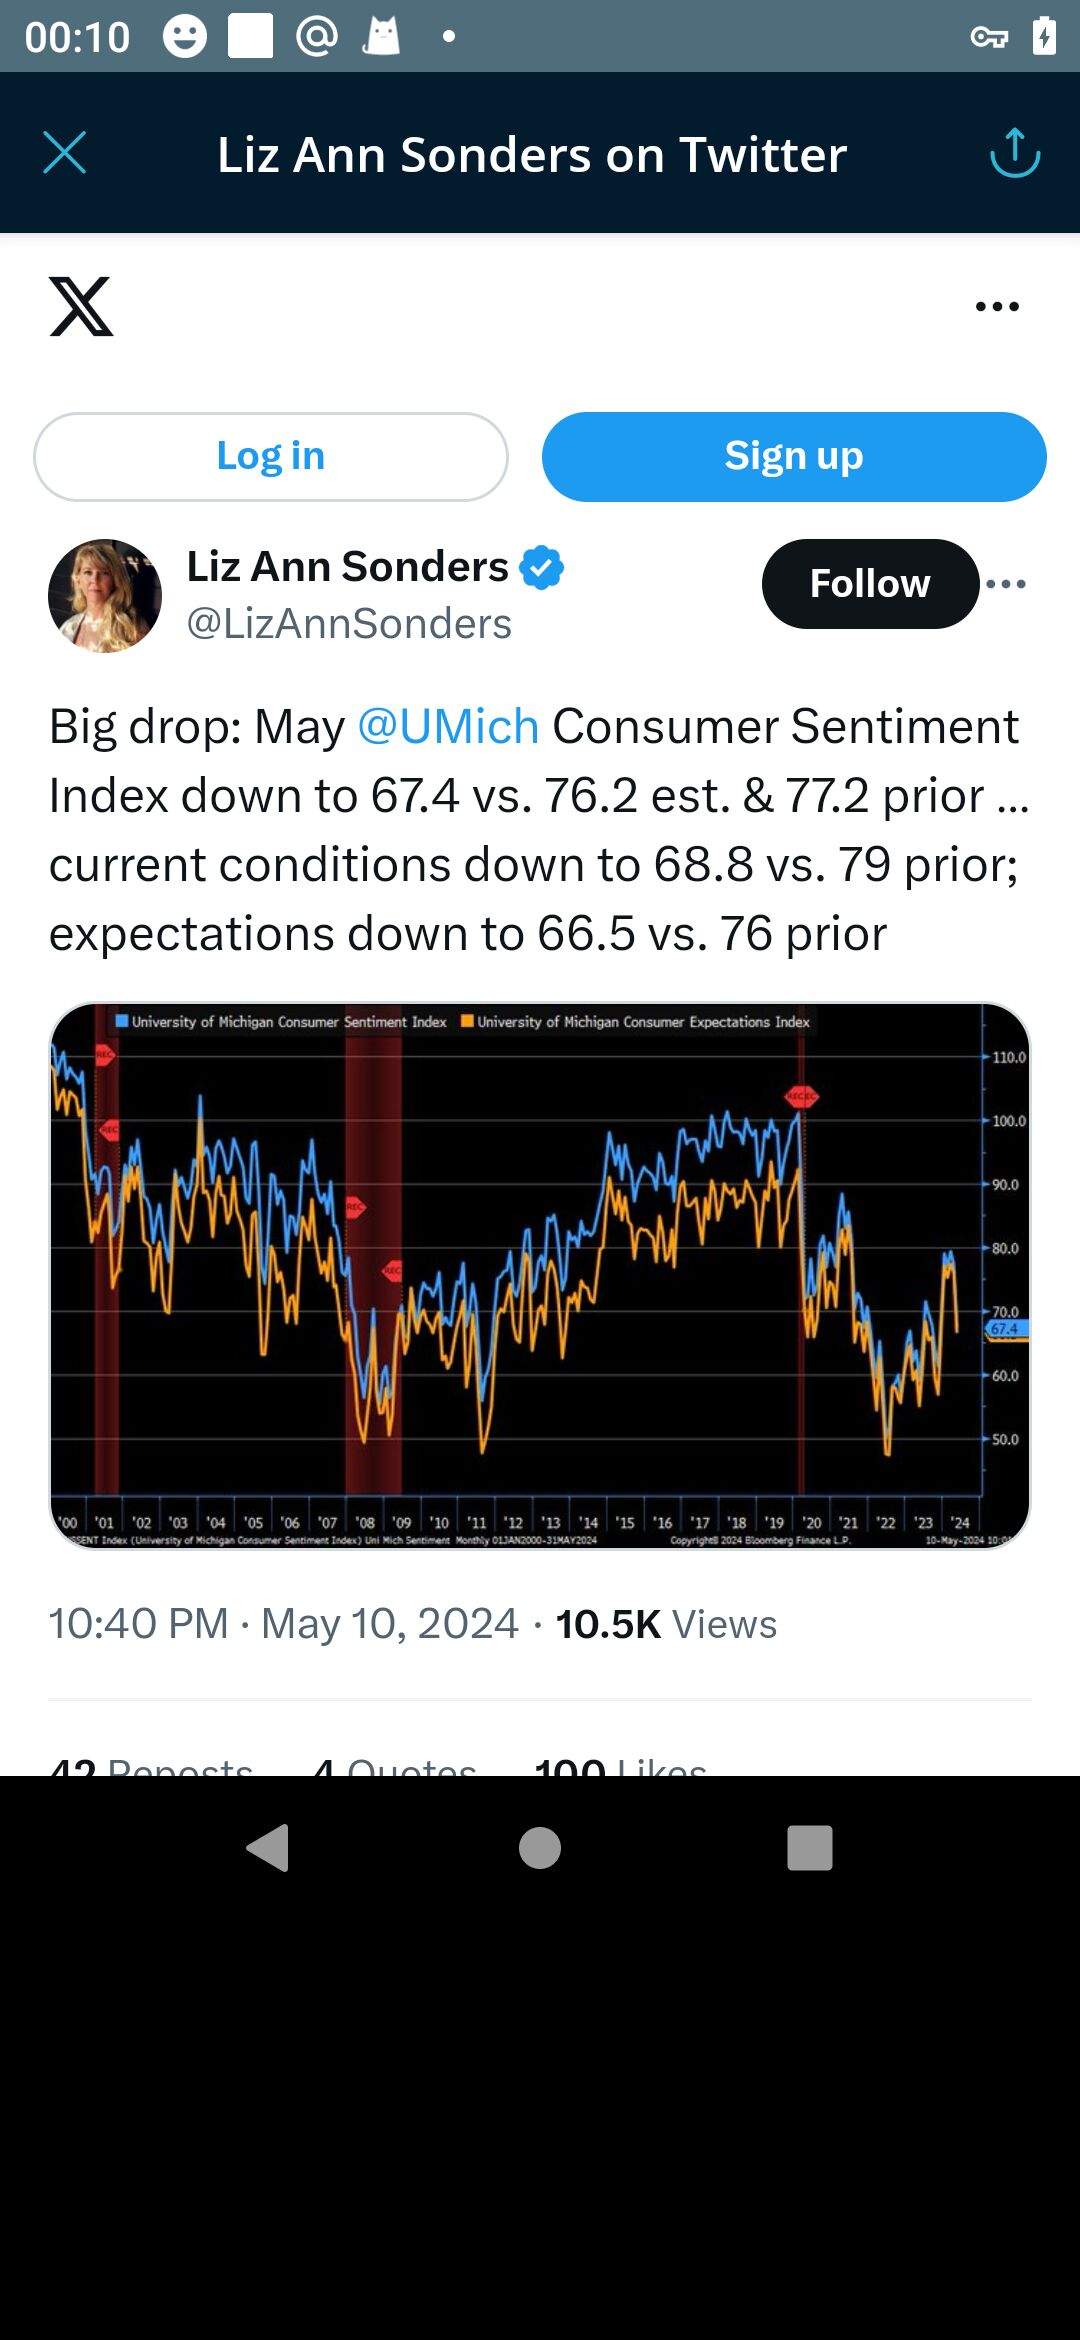 00:10
Liz Ann Sonders on Twitter
Log in
Sign up
Liz Ann Sonders
@LizAnnSonders
Follow
Big drop: May @UMich Consumer Sentiment
Index down to 67.4 vs. 76.2 est. & 77.2 prior ...
current conditions down to 68.8 vs. 79 prior;
expectations down to 66.5 vs. 76 prior
University of Michigan Consumer Sentiment Index University of Michigan Consumer Expectations Index
REC
REC
REC
REC
110.0
100.0
90.0
80.0
70.0
67.4
60.0
50.0
'00 '01 '02 '03 '04 '05 '06 '07 '08 '09 '10 '11 '12 '13 '14 '15 '16 '17 '18 '19 '20 '21 '22 '23 '24
SENT Index (University of Michigan Consumer Sentiment Index) Uni Mich Sentiment Monthly 01JAN2000-31MAY2024 Copyright© 2024 Bloomberg Finance L.P. 10-May-2024
10:40 PM · May 10, 2024 · 10.5K Views
42 Reposts 4 Quotes 100 Likes